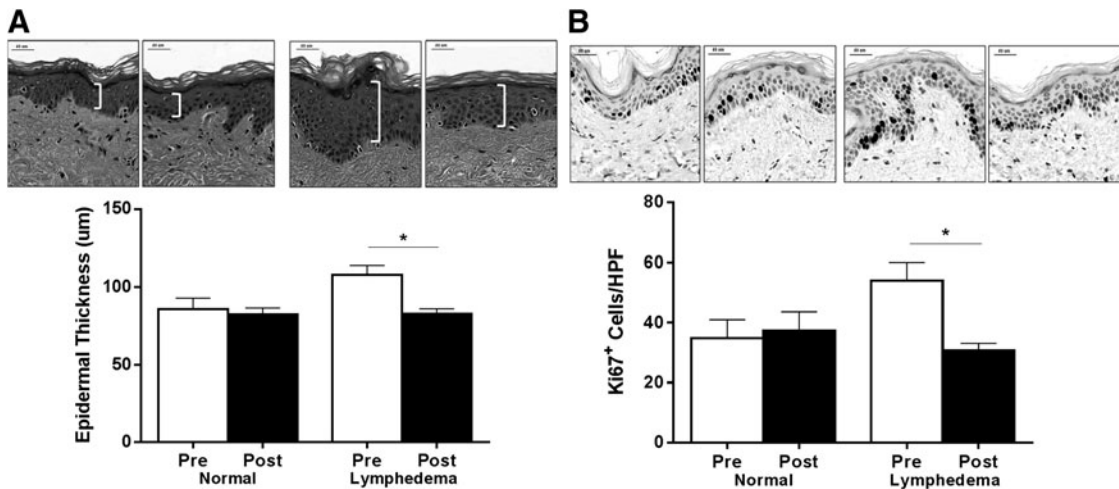 A
B
150
100
50
0
Epidermal Thickness (um)
*
Pre Post Pre Post
Normal Lymphedema
80
60
40
20
0
Ki67+ Cells/HPF
*
Pre Post Pre Post
Normal Lymphedema